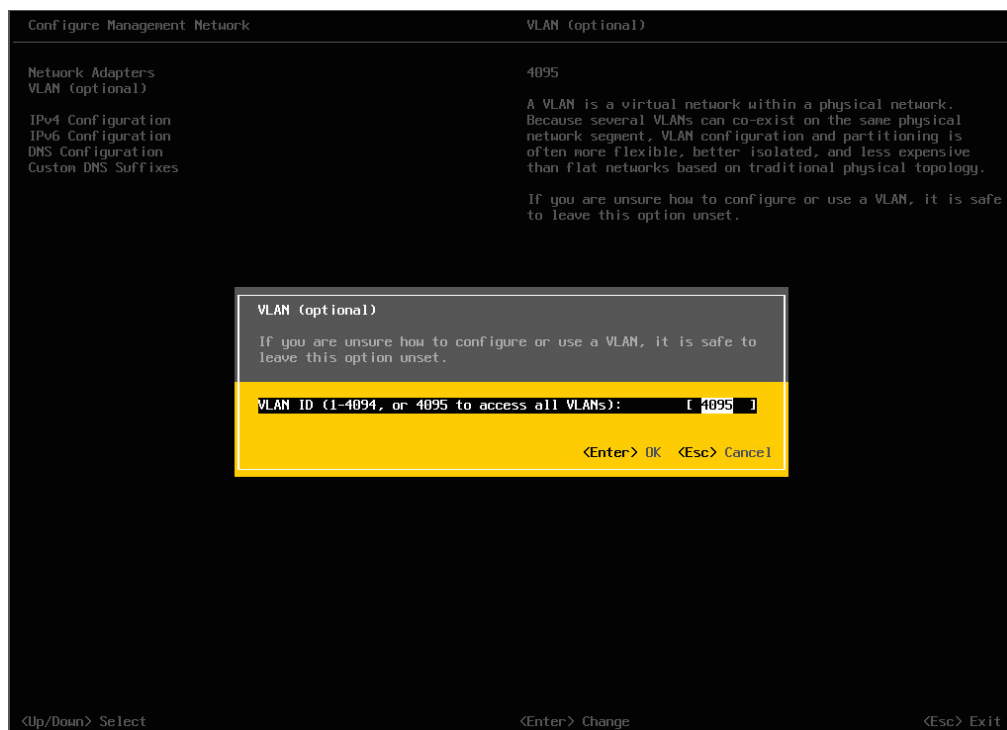 Configure Management Network
VLAN (optional)
Network Adapters
VLAN (optional)
IPv4 Configuration
IPv6 Configuration
DNS Configuration
Custom DNS Suffixes
4095
A VLAN is a virtual network within a physical network.
Because several VLANs can co-exist on the same physical
network segment, VLAN configuration and partitioning is
often more flexible, better isolated, and less expensive
than flat networks based on traditional physical topology.
If you are unsure how to configure or use a VLAN, it is safe
to leave this option unset.
VLAN (optional)
If you are unsure how to configure or use a VLAN, it is safe to
leave this option unset.
VLAN ID (1-4094, or 4095 to access all VLANs): [ 4095 ]
<Enter> OK <Esc> Cancel
<Up/Down> Select <Enter> Change <Esc> Exit